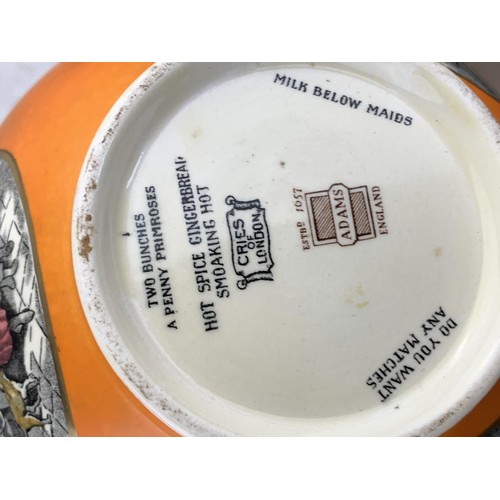 MILK BELOW MAIDS
TWO BUNCHES
A PENNY PRIMROSES
HOT SPICE GINGERBREAD
SMOAKING HOT
CRIES
OF
LONDON
ESTBD 1657
ADAMS
ENGLAND
DO YOU WANT
ANY MATCHES